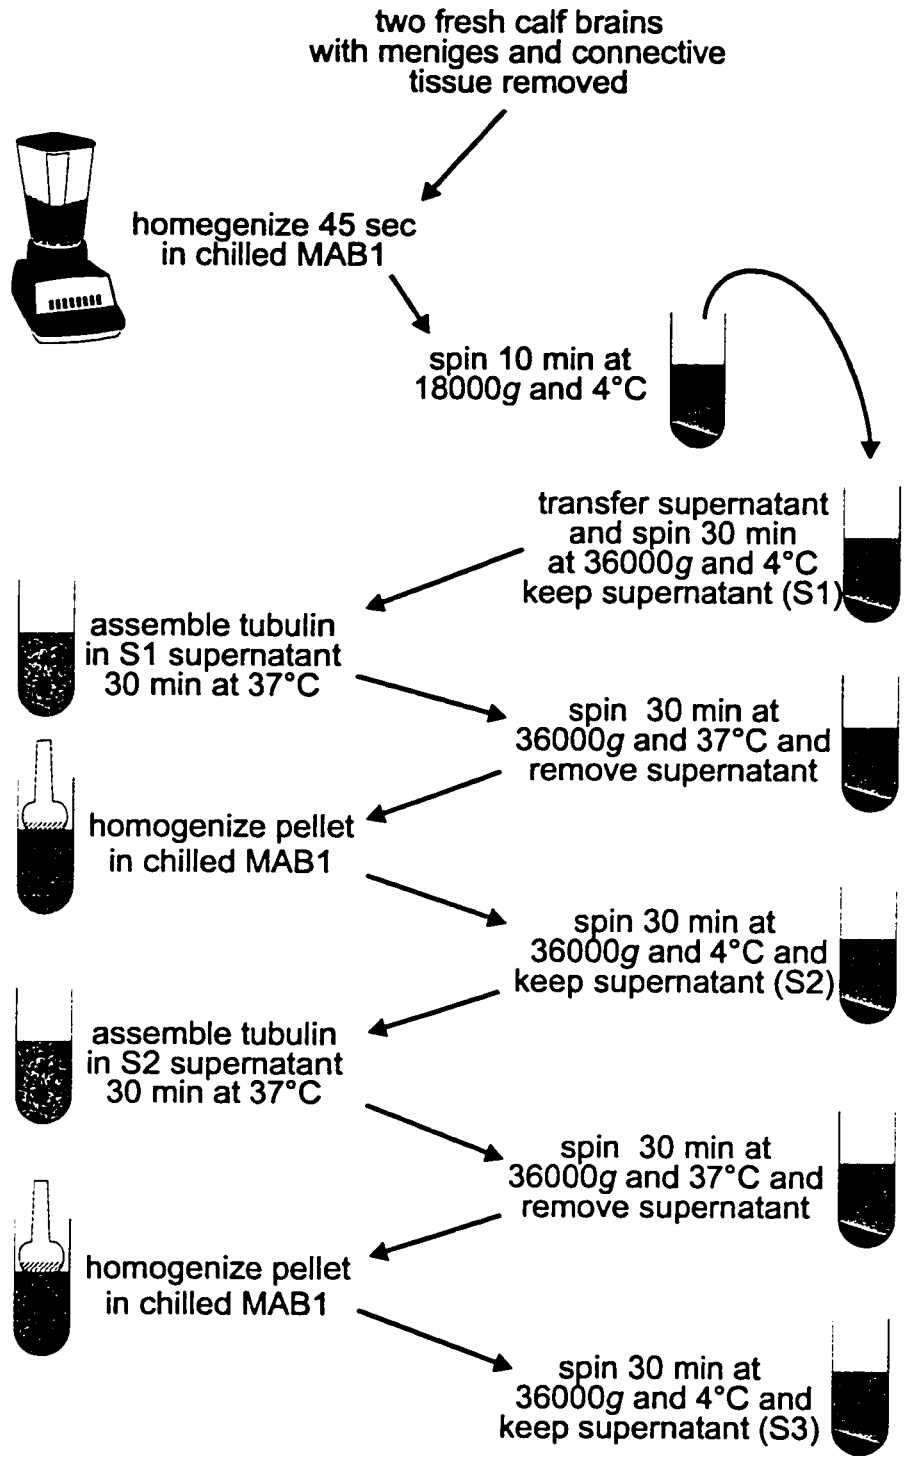 two fresh calf brains
with meniges and connective
tissue removed
homegenize 45 sec
in chilled MAB1
spin 10 min at
18000g and 4°C
transfer supernatant
and spin 30 min
at 36000g and 4°C
keep supernatant (S1)
assemble tubulin
in S1 supernatant
30 min at 37°C
spin 30 min at
36000g and 37°C and
remove supernatant
homogenize pellet
in chilled MAB1
spin 30 min at
36000g and 4°C and
keep supernatant (S2)
assemble tubulin
in S2 supernatant
30 min at 37°C
spin 30 min at
36000g and 37°C and
remove supernatant
homogenize pellet
in chilled MAB1
spin 30 min at
36000g and 4°C and
keep supernatant (S3)